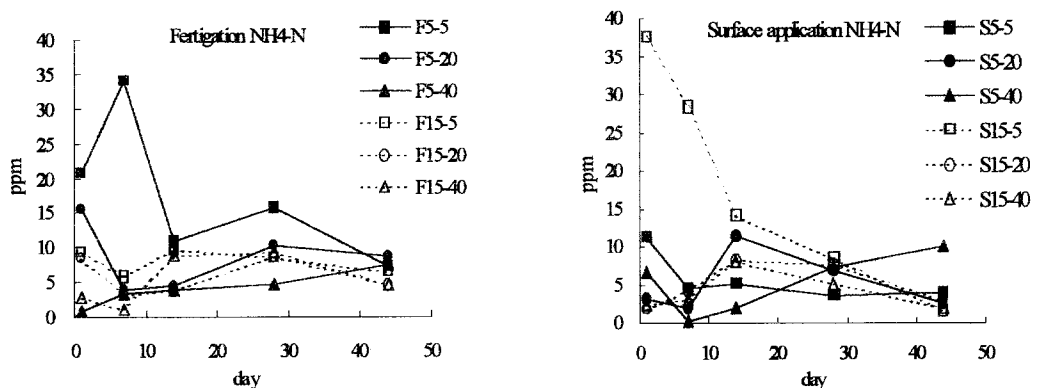 Fertigation NH4-N
F5-5
F5-20
F5-40
F15-5
F15-20
F15-40
40
35
30
25
20
15
10
5
0
ppm
0 10 20 30 40 50
day
Surface application NH4-N
S5-5
S5-20
S5-40
S15-5
S15-20
S15-40
40
35
30
25
20
15
10
5
0
ppm
0 10 20 30 40 50
day